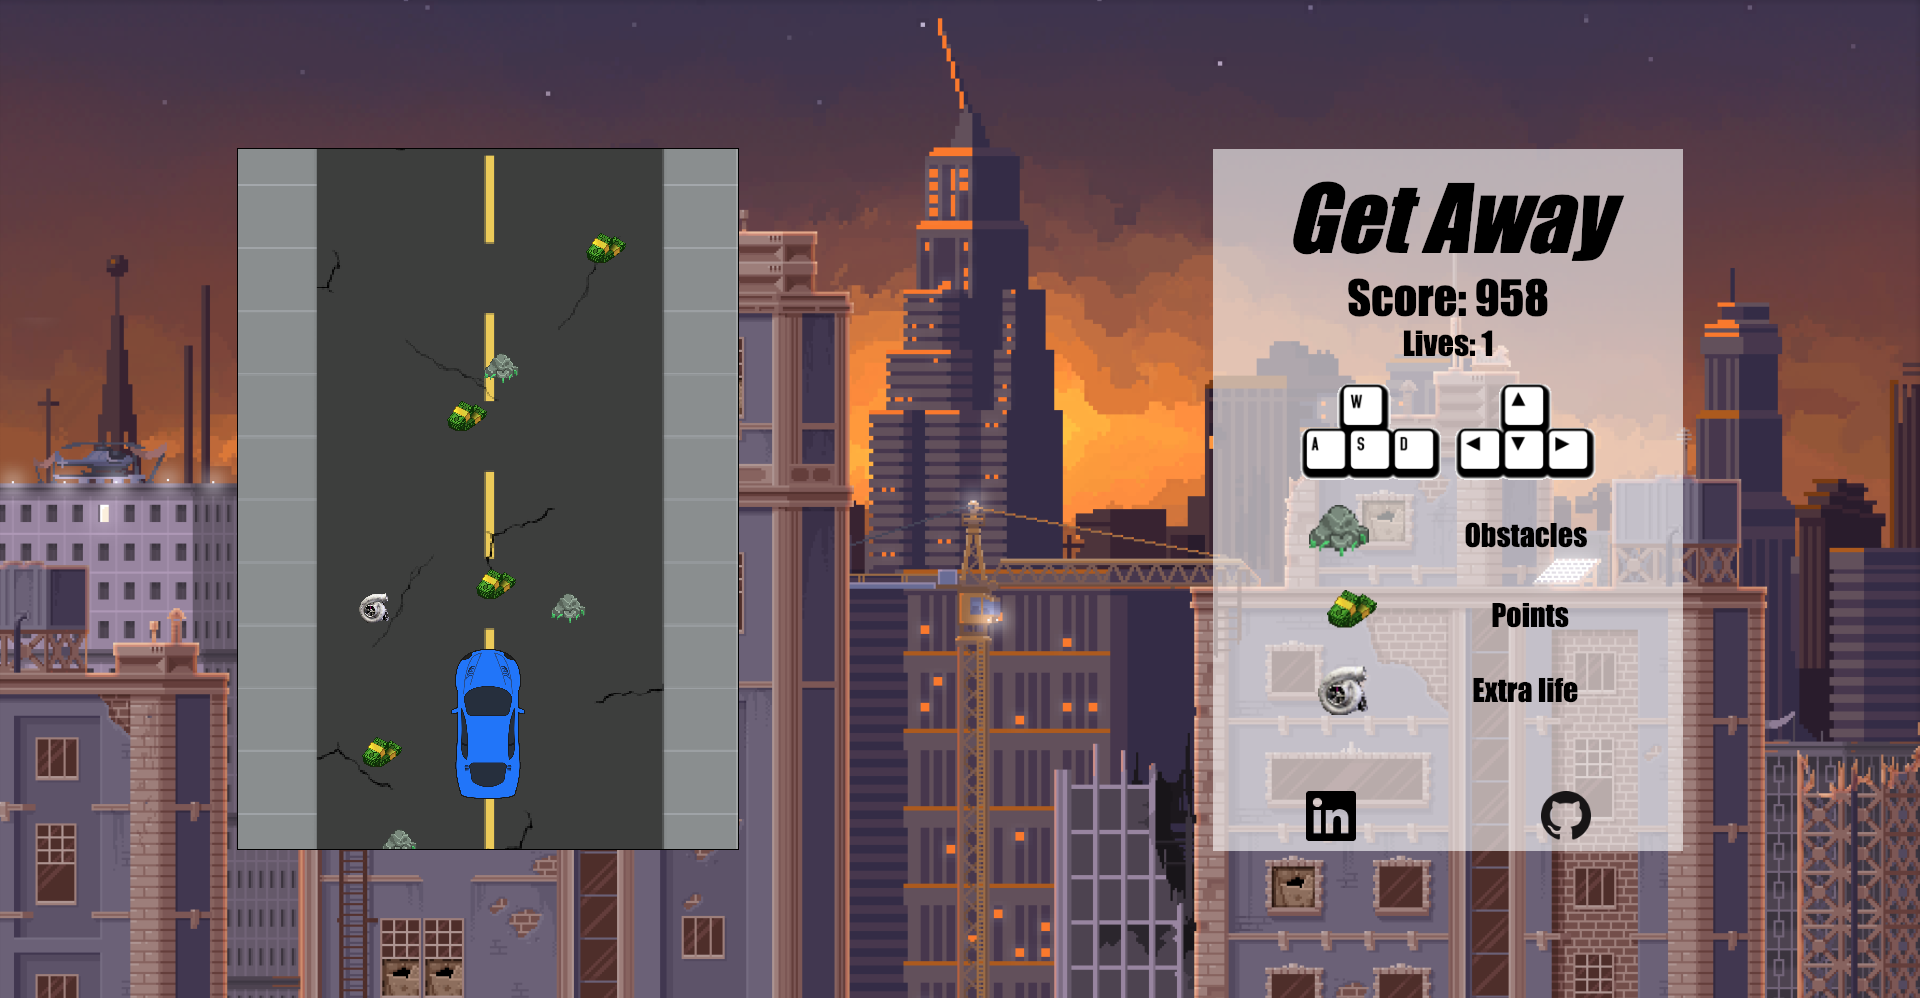 Get Away
Score: 958
Lives: 1
W
A S D
Obstacles
Points
Extra life
in